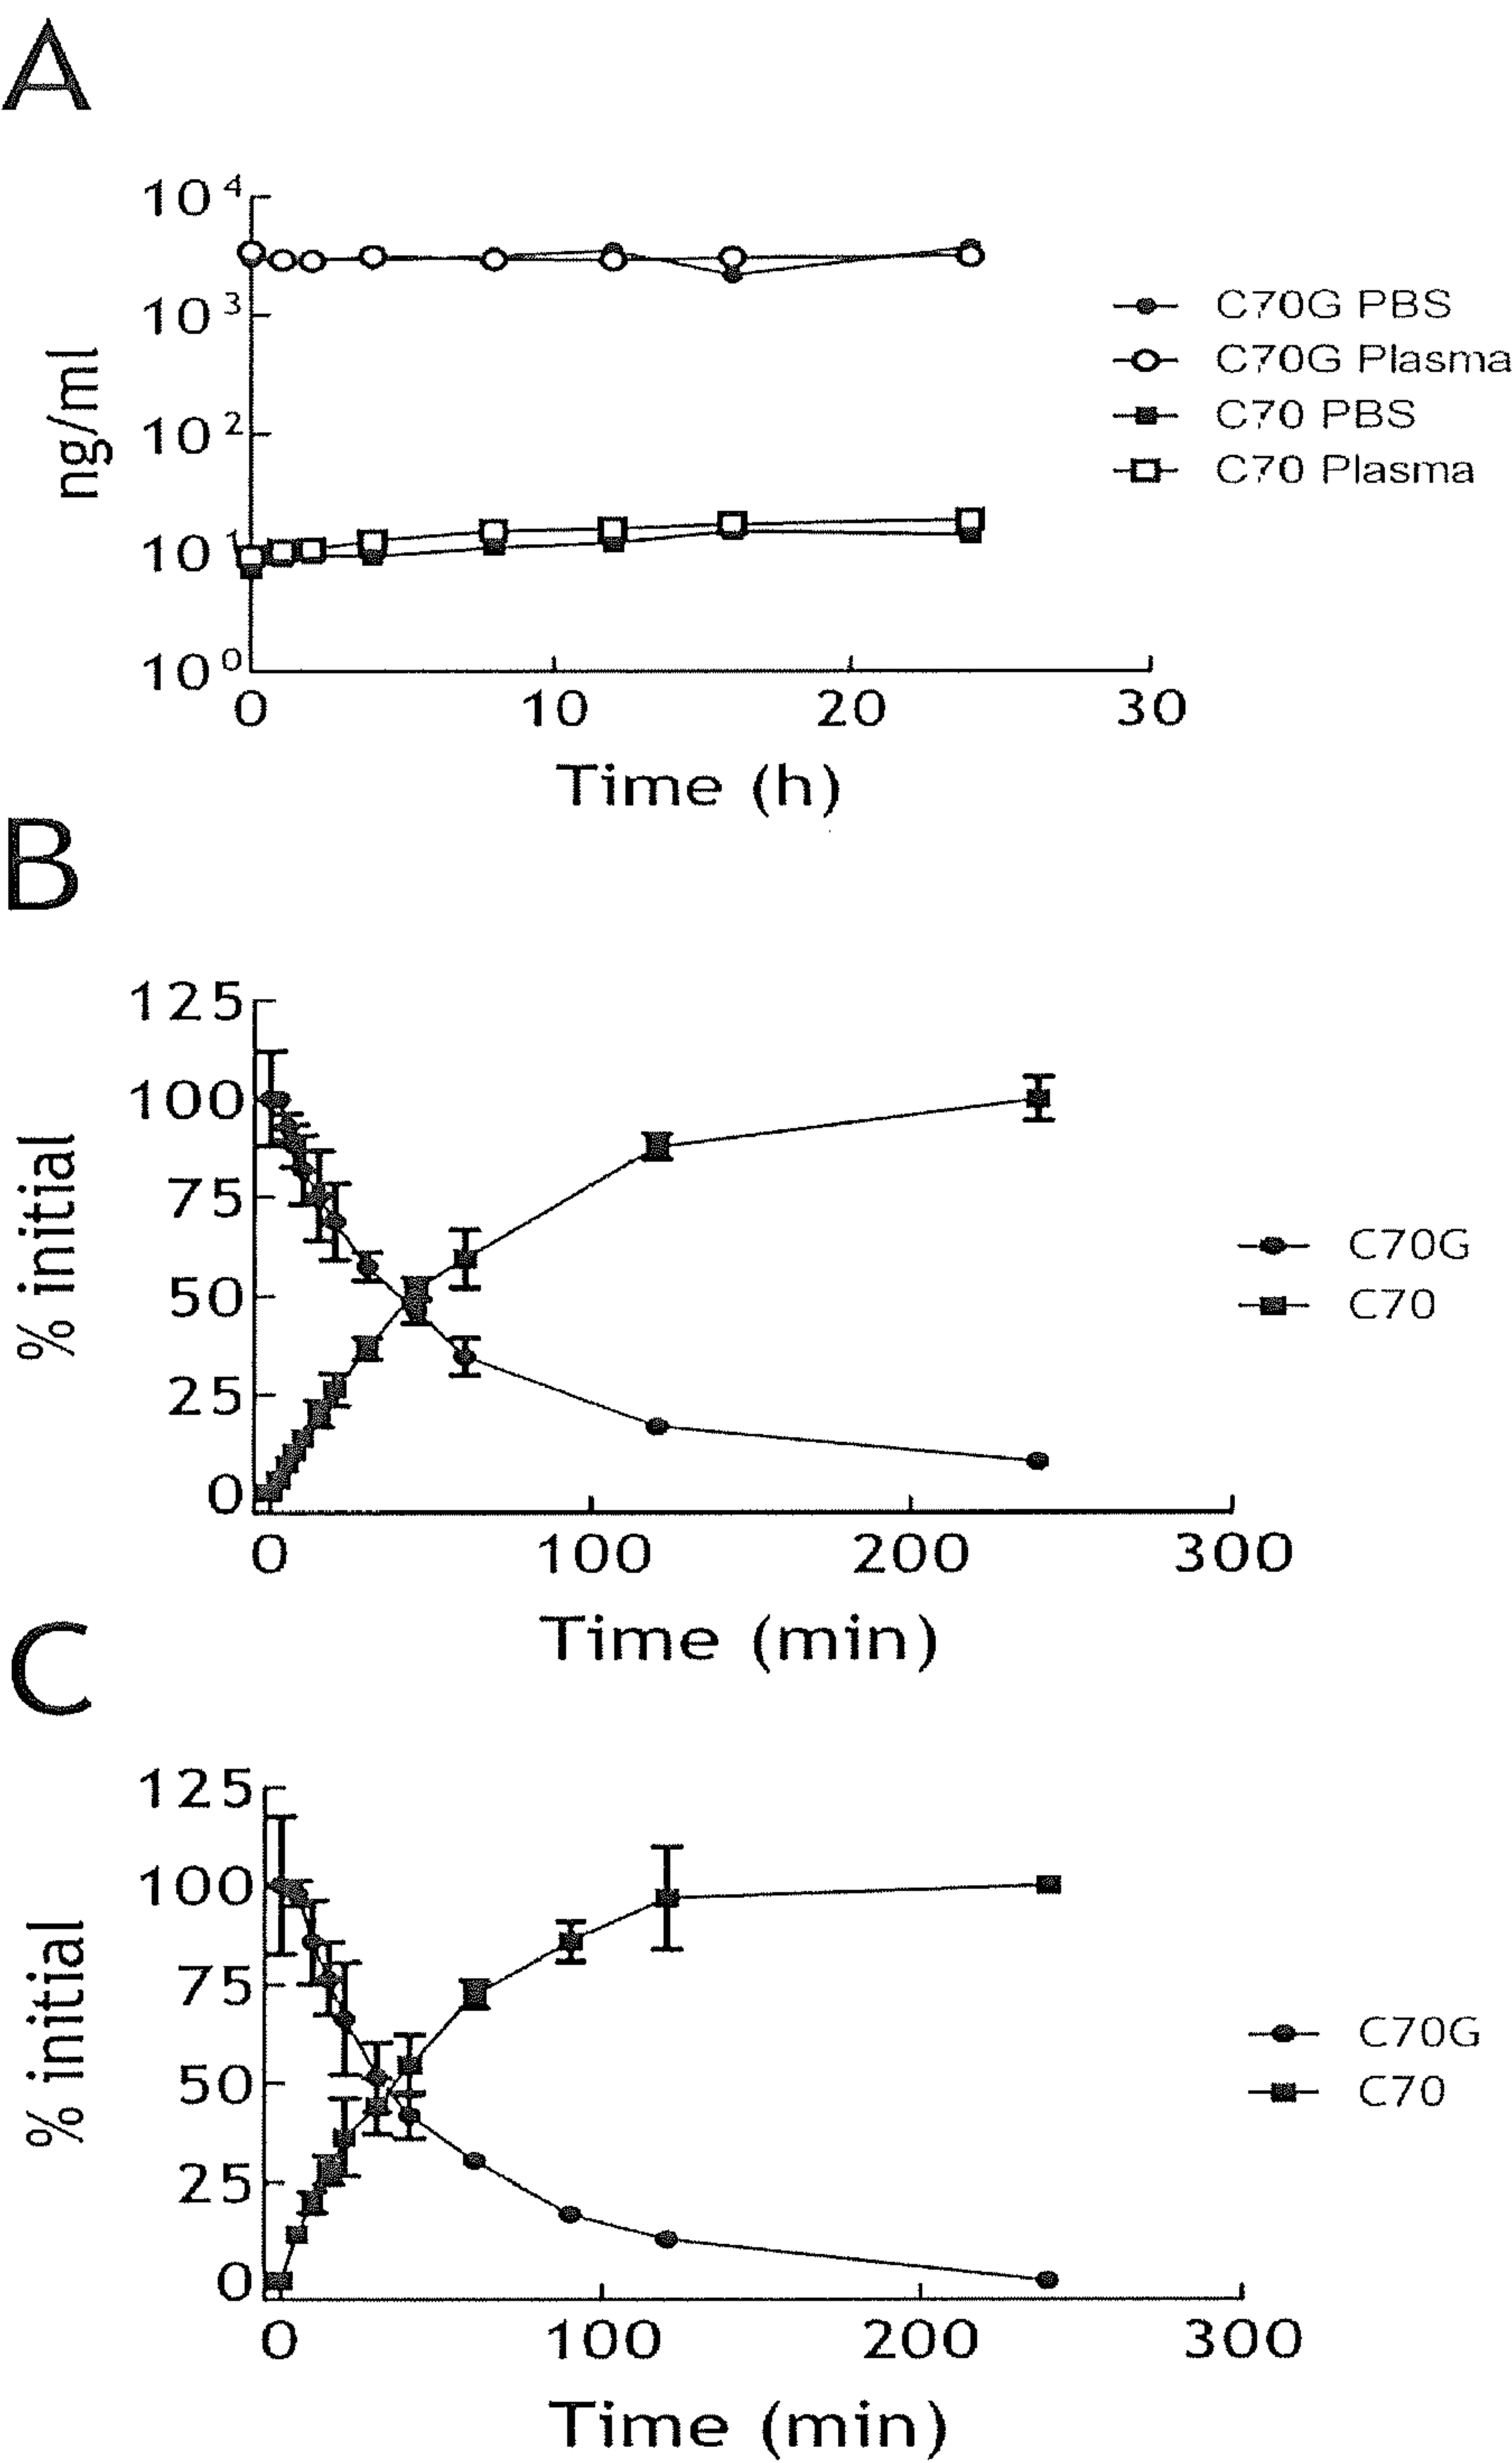 A
10⁴
10³
10²
10¹
10⁰
ng/ml
0 10 20 30
Time (h)
C70G PBS
C70G Plasma
C70 PBS
C70 Plasma
B
125
100
75
50
25
0
% initial
0 100 200 300
Time (min)
C70G
C70
C
125
100
75
50
25
0
% initial
0 100 200 300
Time (min)
C70G
C70